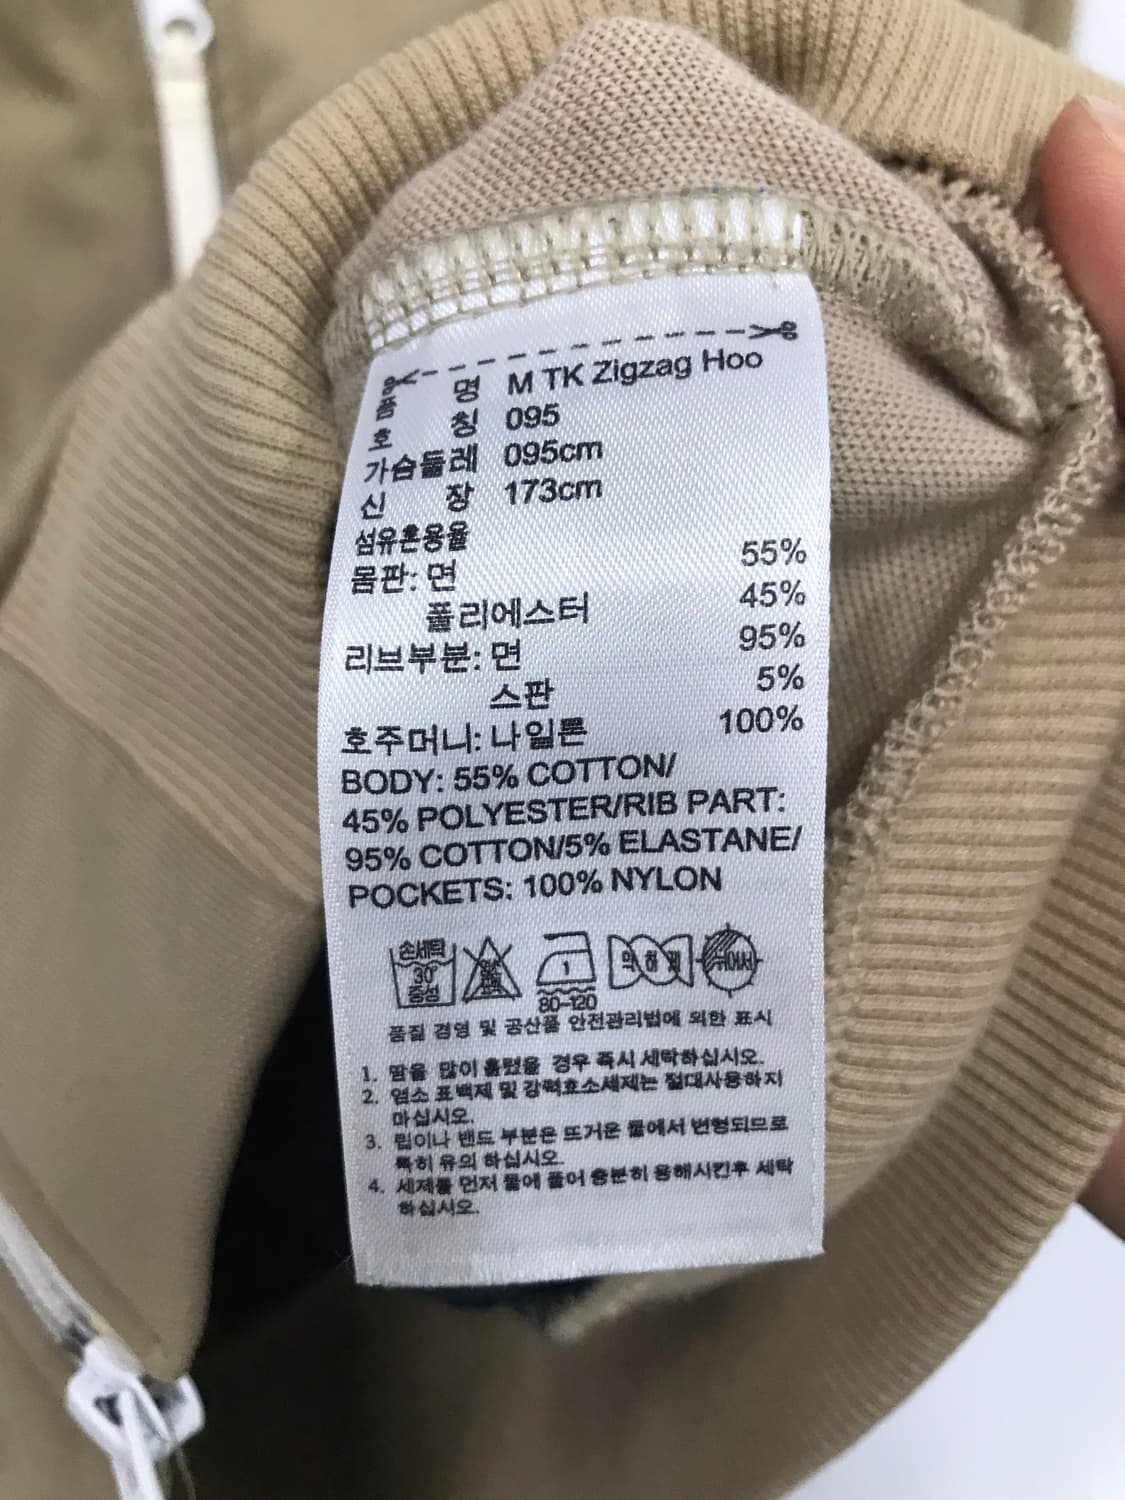 품 명 M TK Zigzag Hoo
호 칭 095
가슴둘레 095cm
신 장 173cm
섬유혼용율
몸판: 면 55%
폴리에스터 45%
리브부분: 면 95%
스판 5%
호주머니: 나일론 100%
BODY: 55% COTTON/
45% POLYESTER/RIB PART:
95% COTTON/5% ELASTANE/
POCKETS: 100% NYLON
손세탁 30 중성 1 80-120 약하게 뉘어서
품질 경영 및 공산품 안전관리법에 의한 표시
1. 땀을 많이 흘렸을 경우 즉시 세탁하십시오.
2. 염소 표백제 및 강력효소세제는 절대사용하지
마십시오.
3. 립이나 밴드 부분은 뜨거운 물에서 변형되므로
특히 유의 하십시오.
4. 세제를 먼저 물에 풀어 충분히 용해시킨후 세탁
하십시오.